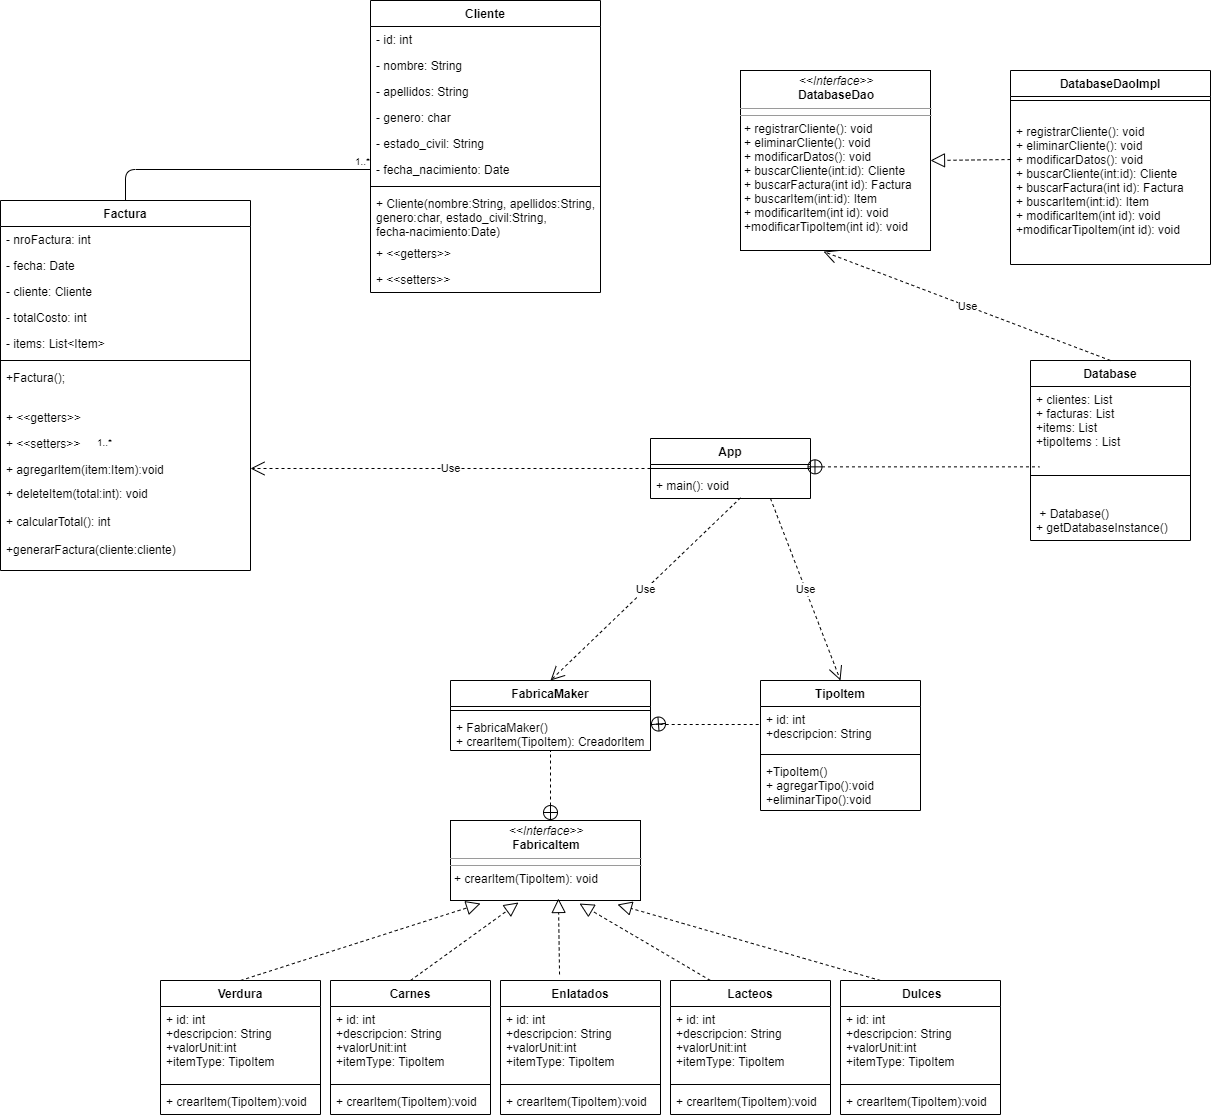 Cliente
- id: int
- nombre: String
- apellidos: String
- genero: char
- estado_civil: String
- fecha_nacimiento: Date
+ Cliente(nombre:String, apellidos:String,
genero:char, estado_civil:String,
fecha-nacimiento:Date)
+ <<getters>>
+ <<setters>>
1..*
Factura
- nroFactura: int
- fecha: Date
- cliente: Cliente
- totalCosto: int
- items: List<Item>
+Factura();
+ <<getters>>
+ <<setters>>
1..*
+ agregarItem(item:Item):void
+ deleteItem(total:int): void
+ calcularTotal(): int
+generarFactura(cliente:cliente)
<<Interface>>
DatabaseDao
+ registrarCliente(): void
+ eliminarCliente(): void
+ modificarDatos(): void
+ buscarCliente(int:id): Cliente
+ buscarFactura(int id): Factura
+ buscarItem(int:id): Item
+ modificarItem(int id): void
+modificarTipoItem(int id): void
DatabaseDaoImpl
+ registrarCliente(): void
+ eliminarCliente(): void
+ modificarDatos(): void
+ buscarCliente(int:id): Cliente
+ buscarFactura(int id): Factura
+ buscarItem(int:id): Item
+ modificarItem(int id): void
+modificarTipoItem(int id): void
Use
Database
+ clientes: List
+ facturas: List
+items: List
+tipoItems : List
+ Database()
+ getDatabaseInstance()
App
+ main(): void
Use
Use
Use
FabricaMaker
+ FabricaMaker()
+ crearItem(TipoItem): CreadorItem
TipoItem
+ id: int
+descripcion: String
+TipoItem()
+ agregarTipo():void
+eliminarTipo():void
<<Interface>>
FabricaItem
+ crearItem(TipoItem): void
Verdura
+ id: int
+descripcion: String
+valorUnit:int
+itemType: TipoItem
+ crearItem(TipoItem):void
Carnes
+ id: int
+descripcion: String
+valorUnit:int
+itemType: TipoItem
+ crearItem(TipoItem):void
Enlatados
+ id: int
+descripcion: String
+valorUnit:int
+itemType: TipoItem
+ crearItem(TipoItem):void
Lacteos
+ id: int
+descripcion: String
+valorUnit:int
+itemType: TipoItem
+ crearItem(TipoItem):void
Dulces
+ id: int
+descripcion: String
+valorUnit:int
+itemType: TipoItem
+ crearItem(TipoItem):void